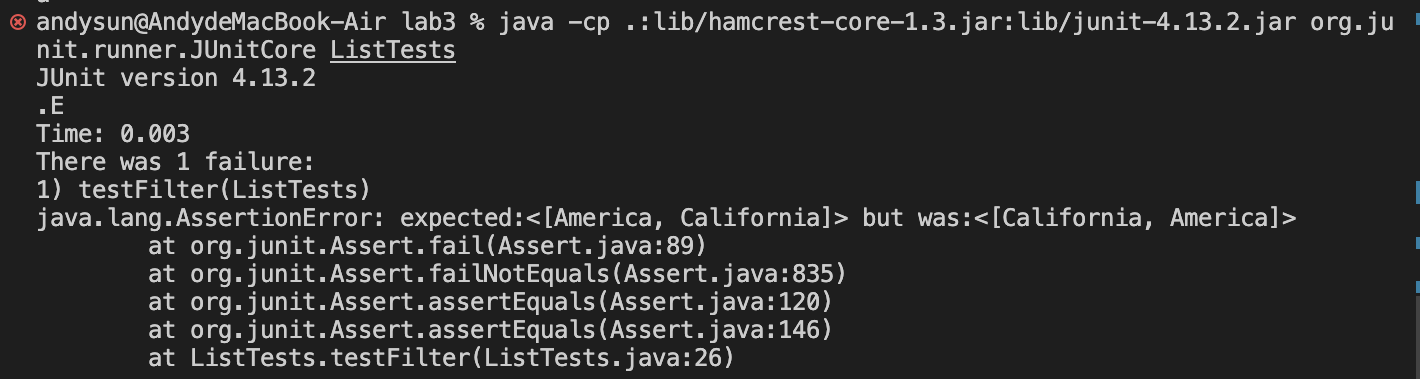 andysun@AndydeMacBook-Air lab3 % java -cp .:lib/hamcrest-core-1.3.jar:lib/junit-4.13.2.jar org.ju
nit.runner.JUnitCore ListTests
JUnit version 4.13.2
.E
Time: 0.003
There was 1 failure:
1) testFilter(ListTests)
java.lang.AssertionError: expected:<[America, California]> but was:<[California, America]>
        at org.junit.Assert.fail(Assert.java:89)
        at org.junit.Assert.failNotEquals(Assert.java:835)
        at org.junit.Assert.assertEquals(Assert.java:120)
        at org.junit.Assert.assertEquals(Assert.java:146)
        at ListTests.testFilter(ListTests.java:26)